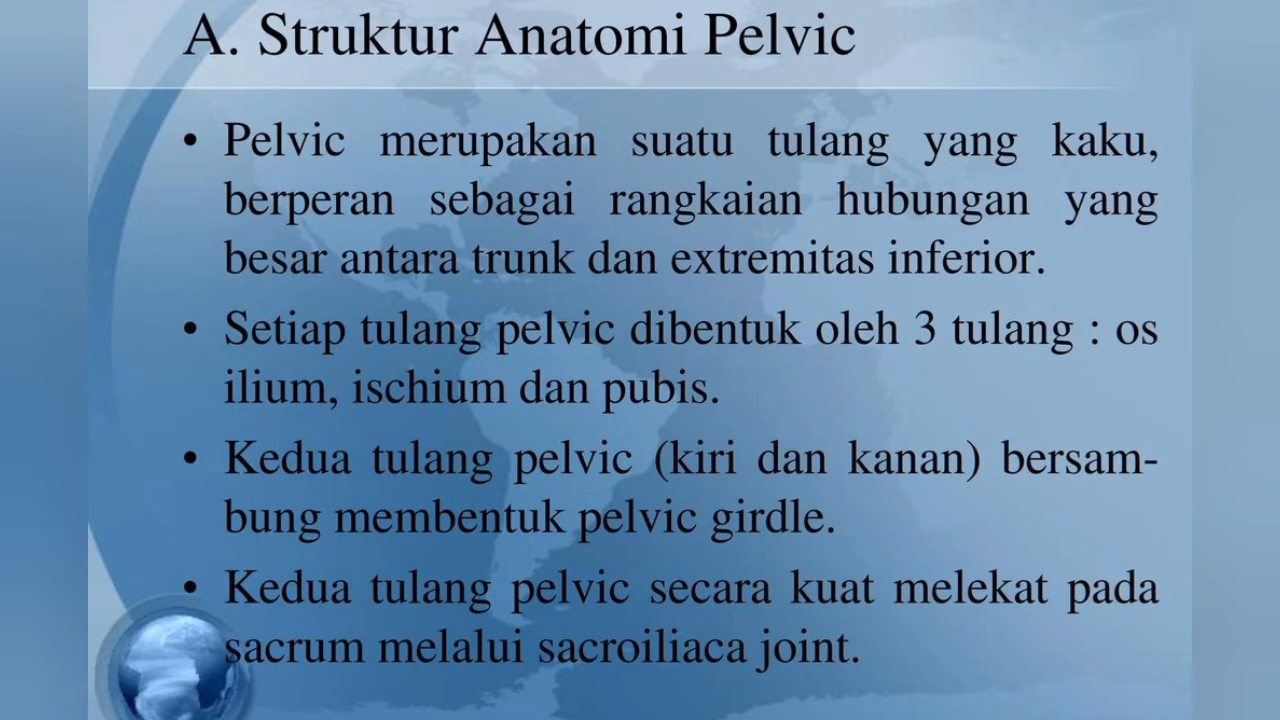 A. Struktur Anatomi Pelvic
• Pelvic merupakan suatu tulang yang kaku,
berperan sebagai rangkaian hubungan yang
besar antara trunk dan extremitas inferior.
• Setiap tulang pelvic dibentuk oleh 3 tulang : os
ilium, ischium dan pubis.
• Kedua tulang pelvic (kiri dan kanan) bersam-
bung membentuk pelvic girdle.
• Kedua tulang pelvic secara kuat melekat pada
sacrum melalui sacroiliaca joint.